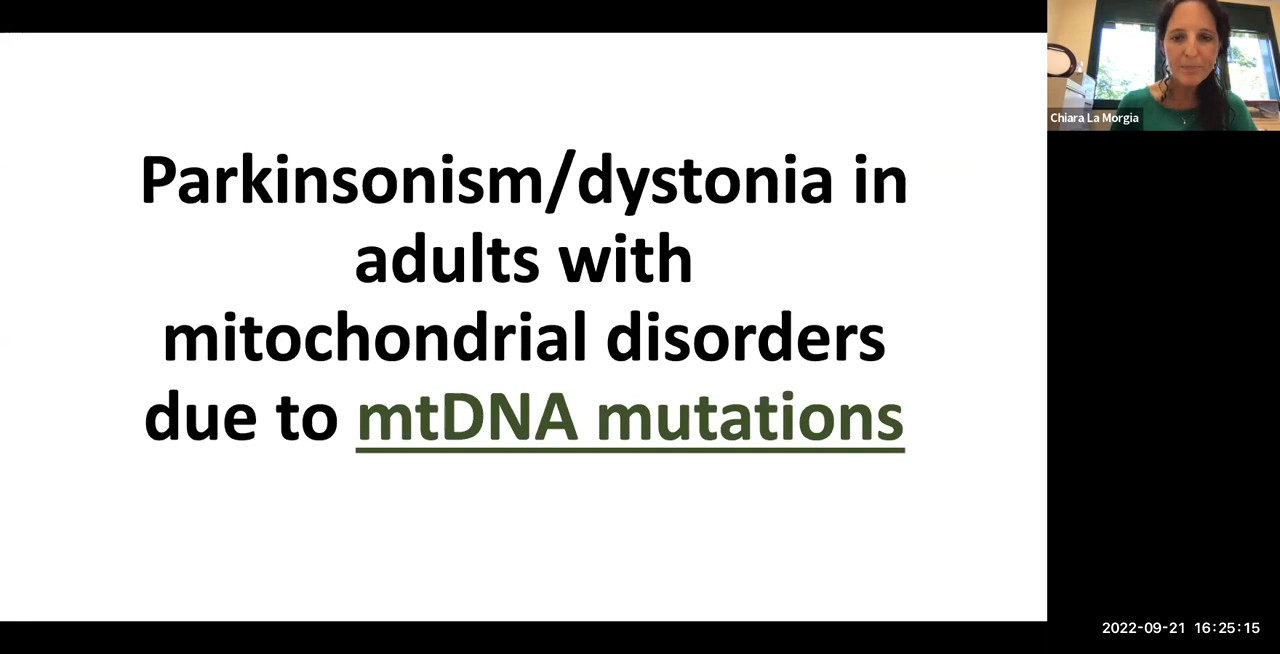 Parkinsonism/dystonia in
adults with
mitochondrial disorders
due to mtDNA mutations
Chiara La Morgia
2022-09-21 16:25:15